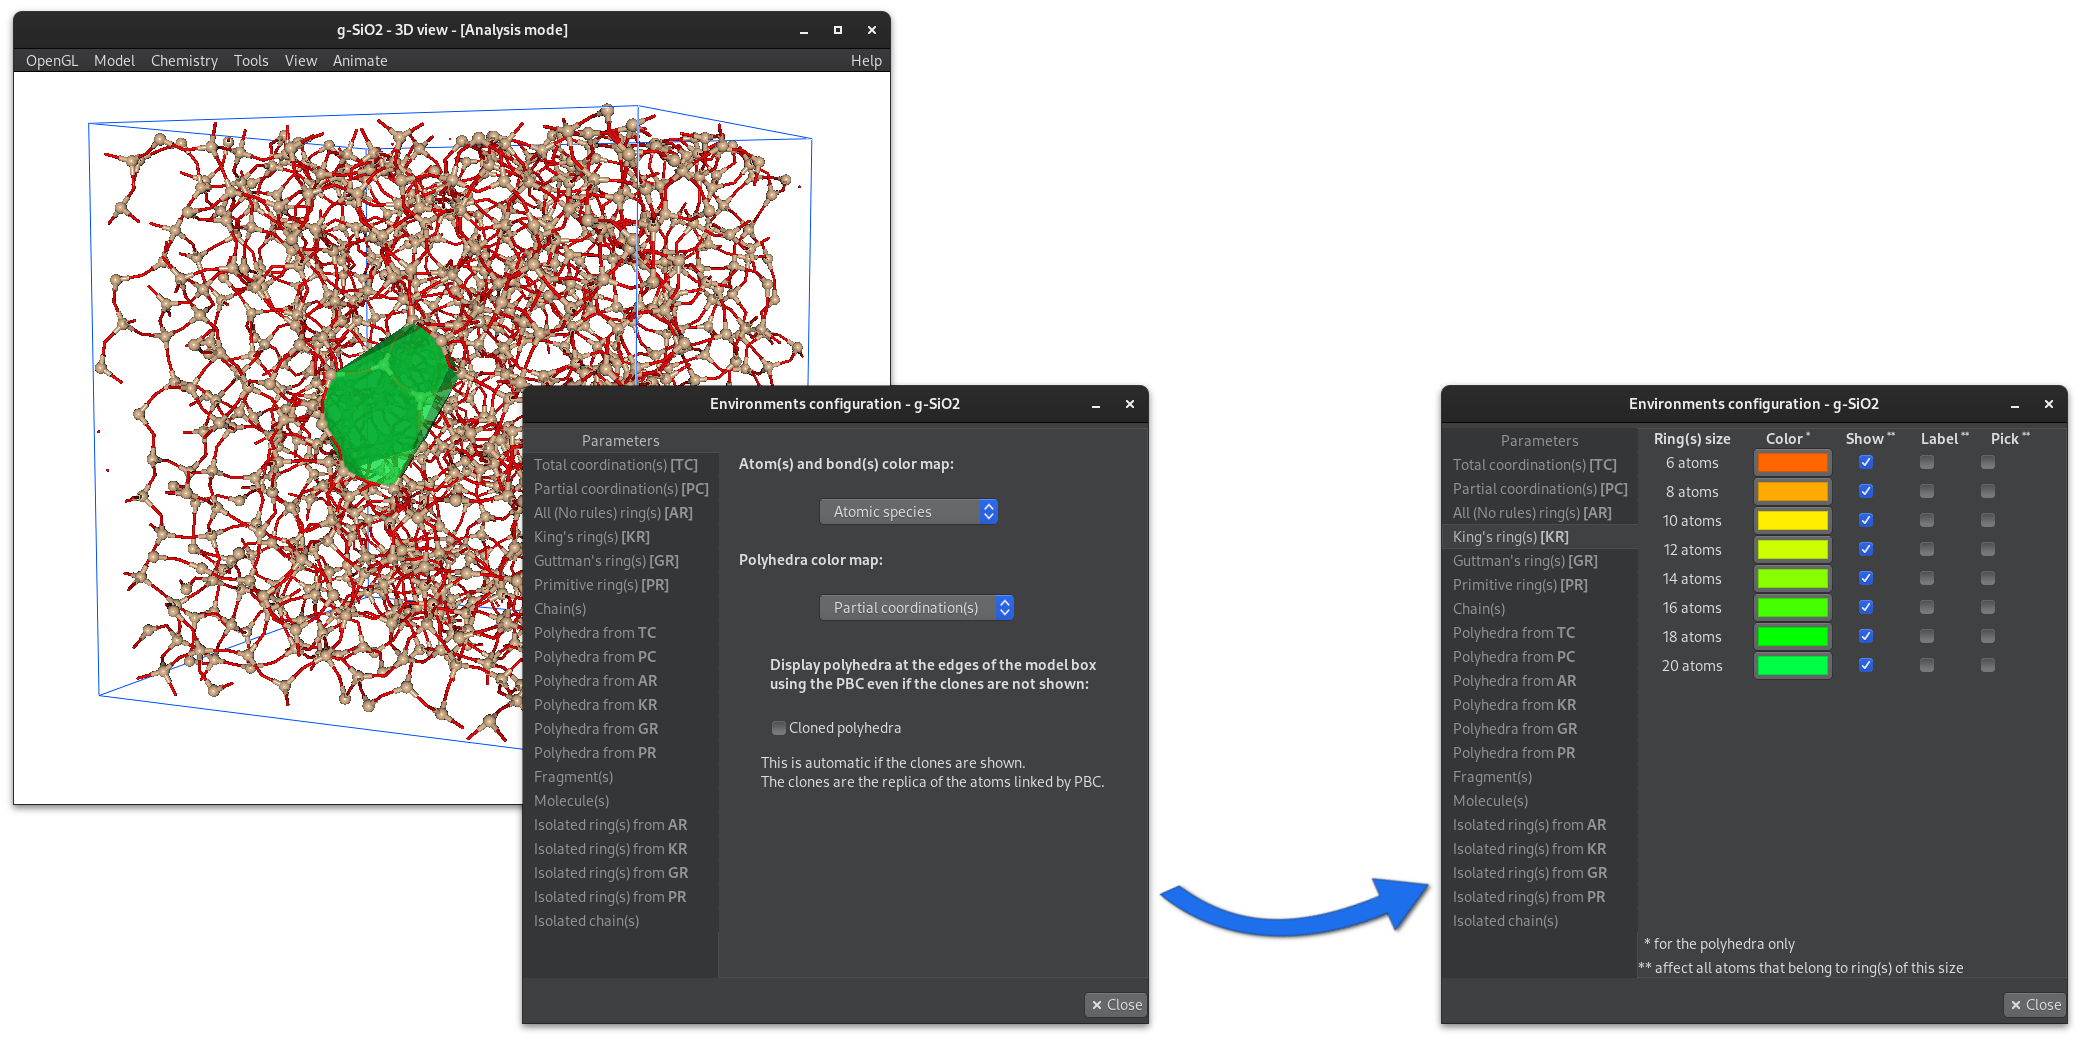 g-SiO2 - 3D view - [Analysis mode]
OpenGL Model Chemistry Tools View Animate Help
Environments configuration - g-SiO2
Parameters
Total coordination(s) [TC]
Partial coordination(s) [PC]
All (No rules) ring(s) [AR]
King's ring(s) [KR]
Guttman's ring(s) [GR]
Primitive ring(s) [PR]
Chain(s)
Polyhedra from TC
Polyhedra from PC
Polyhedra from AR
Polyhedra from KR
Polyhedra from GR
Polyhedra from PR
Fragment(s)
Molecule(s)
Isolated ring(s) from AR
Isolated ring(s) from KR
Isolated ring(s) from GR
Isolated ring(s) from PR
Isolated chain(s)
Atom(s) and bond(s) color map:
Atomic species
Polyhedra color map:
Partial coordination(s)
Display polyhedra at the edges of the model box
using the PBC even if the clones are not shown:
Cloned polyhedra
This is automatic if the clones are shown.
The clones are the replica of the atoms linked by PBC.
Close
Environments configuration - g-SiO2
Parameters
Total coordination(s) [TC]
Partial coordination(s) [PC]
All (No rules) ring(s) [AR]
King's ring(s) [KR]
Guttman's ring(s) [GR]
Primitive ring(s) [PR]
Chain(s)
Polyhedra from TC
Polyhedra from PC
Polyhedra from AR
Polyhedra from KR
Polyhedra from GR
Polyhedra from PR
Fragment(s)
Molecule(s)
Isolated ring(s) from AR
Isolated ring(s) from KR
Isolated ring(s) from GR
Isolated ring(s) from PR
Isolated chain(s)
Ring(s) size Color * Show ** Label ** Pick **
6 atoms
8 atoms
10 atoms
12 atoms
14 atoms
16 atoms
18 atoms
20 atoms
* for the polyhedra only
** affect all atoms that belong to ring(s) of this size
Close